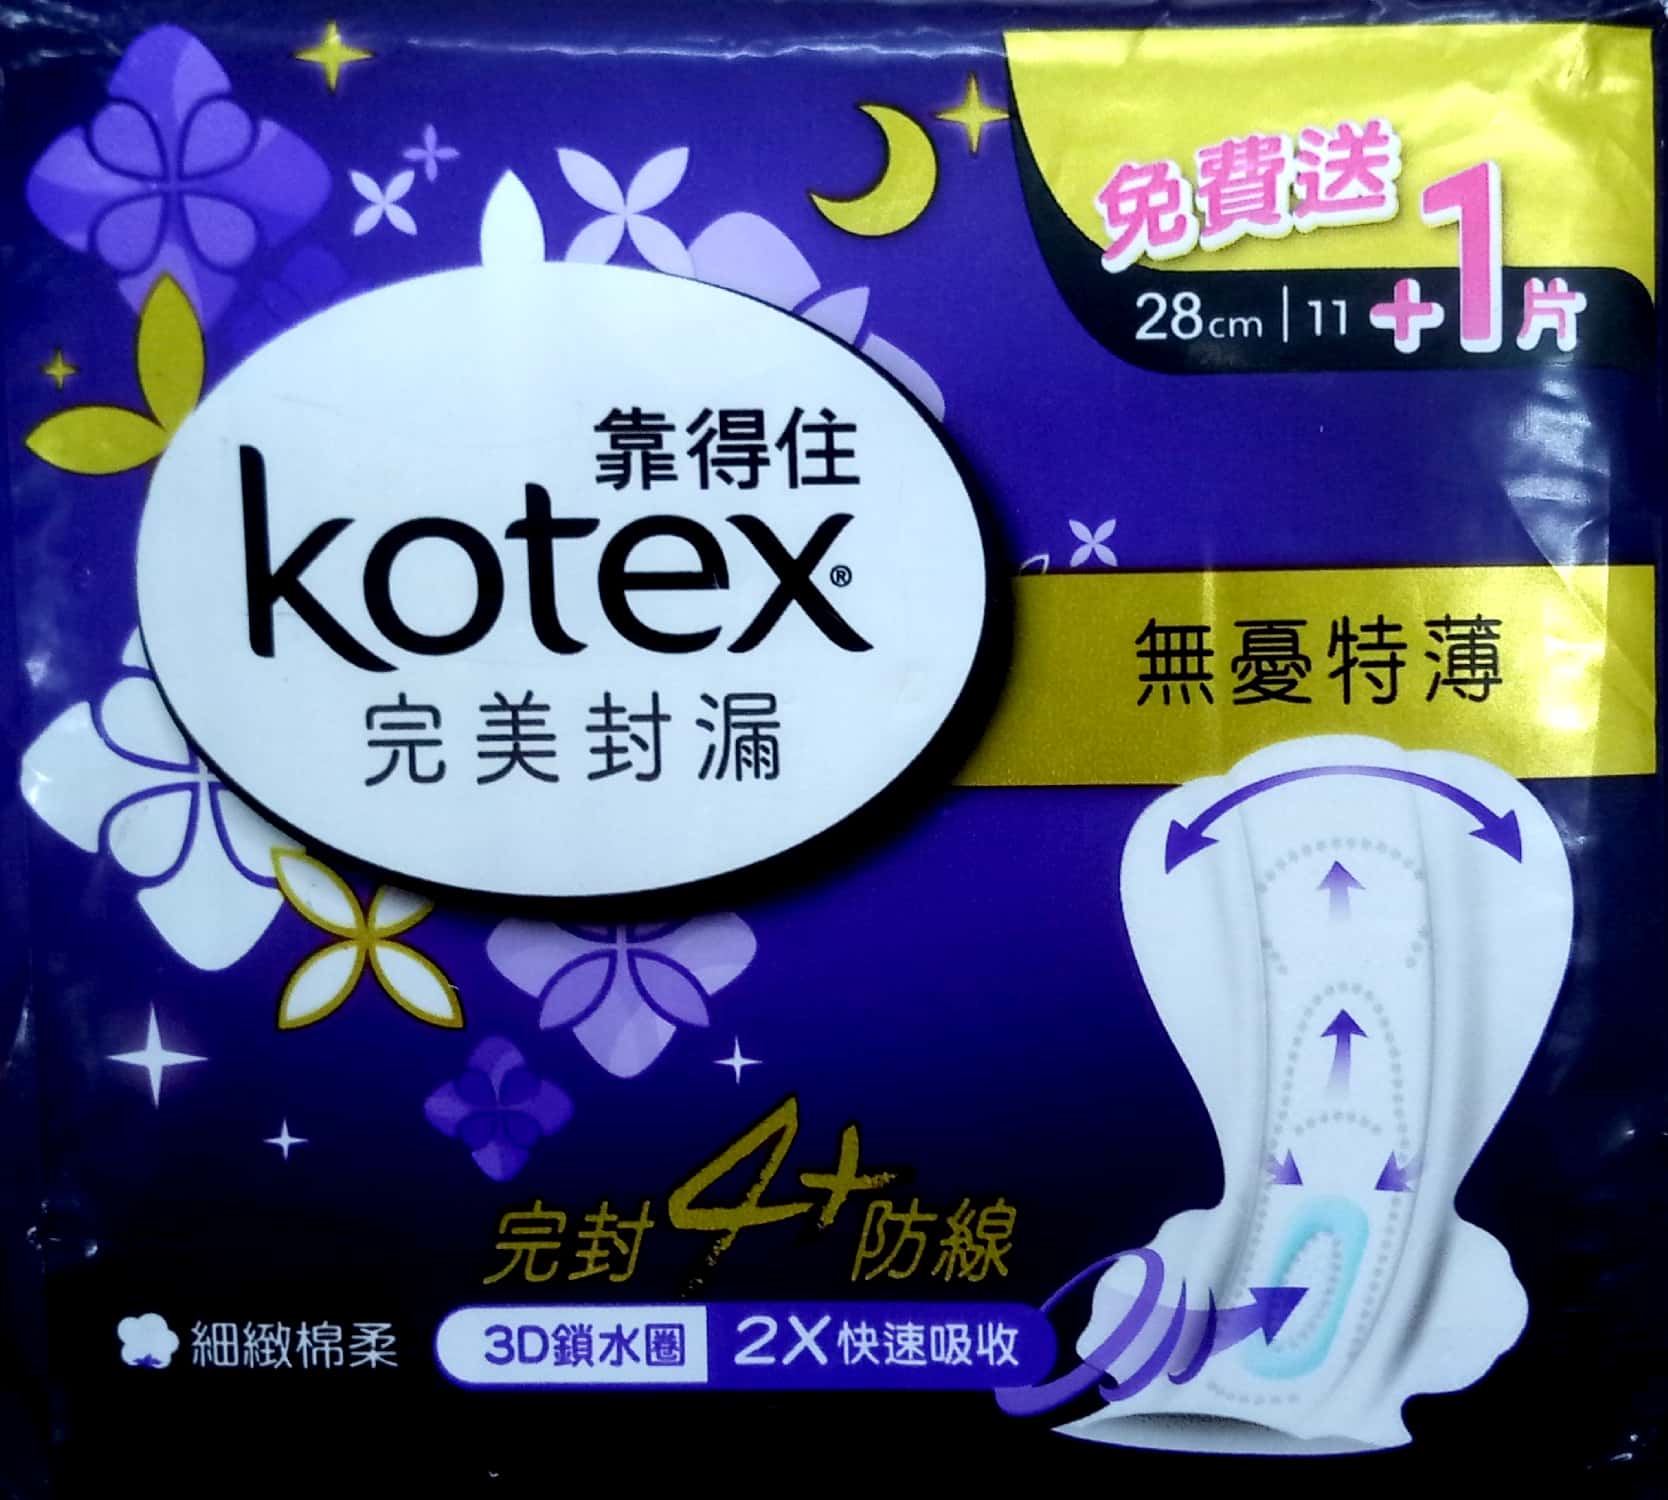 免費送
28cm | 11 +1片
靠得住
kotex®
完美封漏
無憂特薄
完封4+防線
細緻棉柔
3D鎖水圈 2X快速吸收